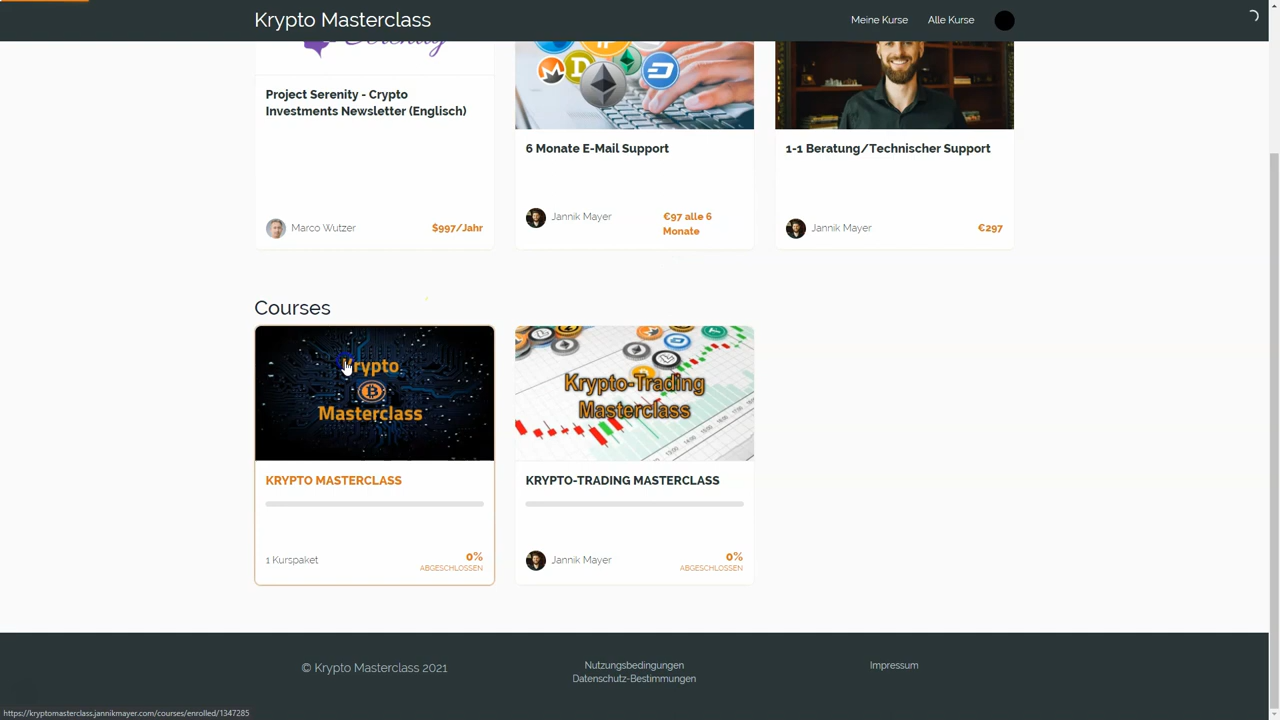 Krypto Masterclass
Meine Kurse
Alle Kurse
Project Serenity - Crypto
Investments Newsletter (Englisch)
Marco Wutzer
$997/Jahr
6 Monate E-Mail Support
Jannik Mayer
€97 alle 6
Monate
1-1 Beratung/Technischer Support
Jannik Mayer
€297
Courses
Krypto
Masterclass
KRYPTO MASTERCLASS
1 Kurspaket
0%
ABGESCHLOSSEN
Krypto-Trading
Masterclass
KRYPTO-TRADING MASTERCLASS
Jannik Mayer
0%
ABGESCHLOSSEN
© Krypto Masterclass 2021
Nutzungsbedingungen
Datenschutz-Bestimmungen
Impressum
https://kryptomasterclass.jannikmayer.com/courses/enrolled/1347285